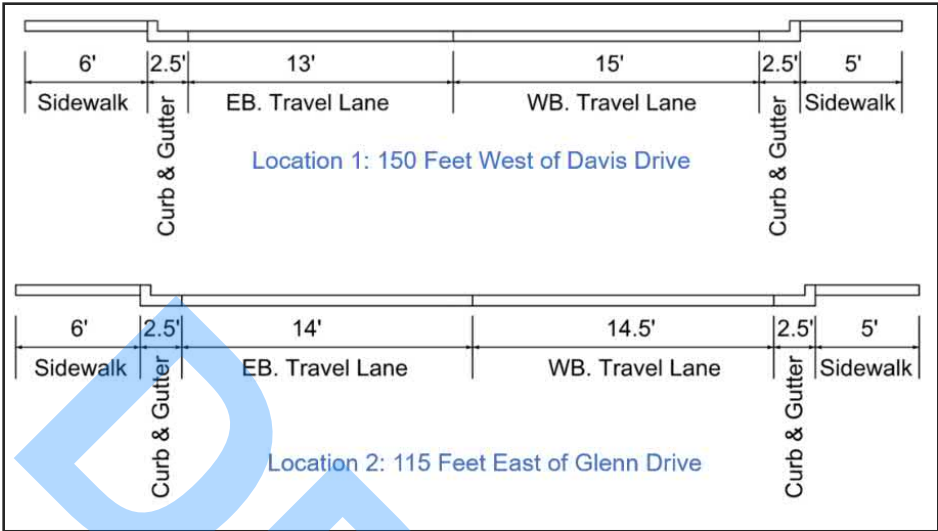 6' 2.5' 13' 15' 2.5' 5'
Sidewalk Curb & Gutter EB. Travel Lane WB. Travel Lane Curb & Gutter Sidewalk
Location 1: 150 Feet West of Davis Drive
6' 2.5' 14' 14.5' 2.5' 5'
Sidewalk Curb & Gutter EB. Travel Lane WB. Travel Lane Curb & Gutter Sidewalk
Location 2: 115 Feet East of Glenn Drive